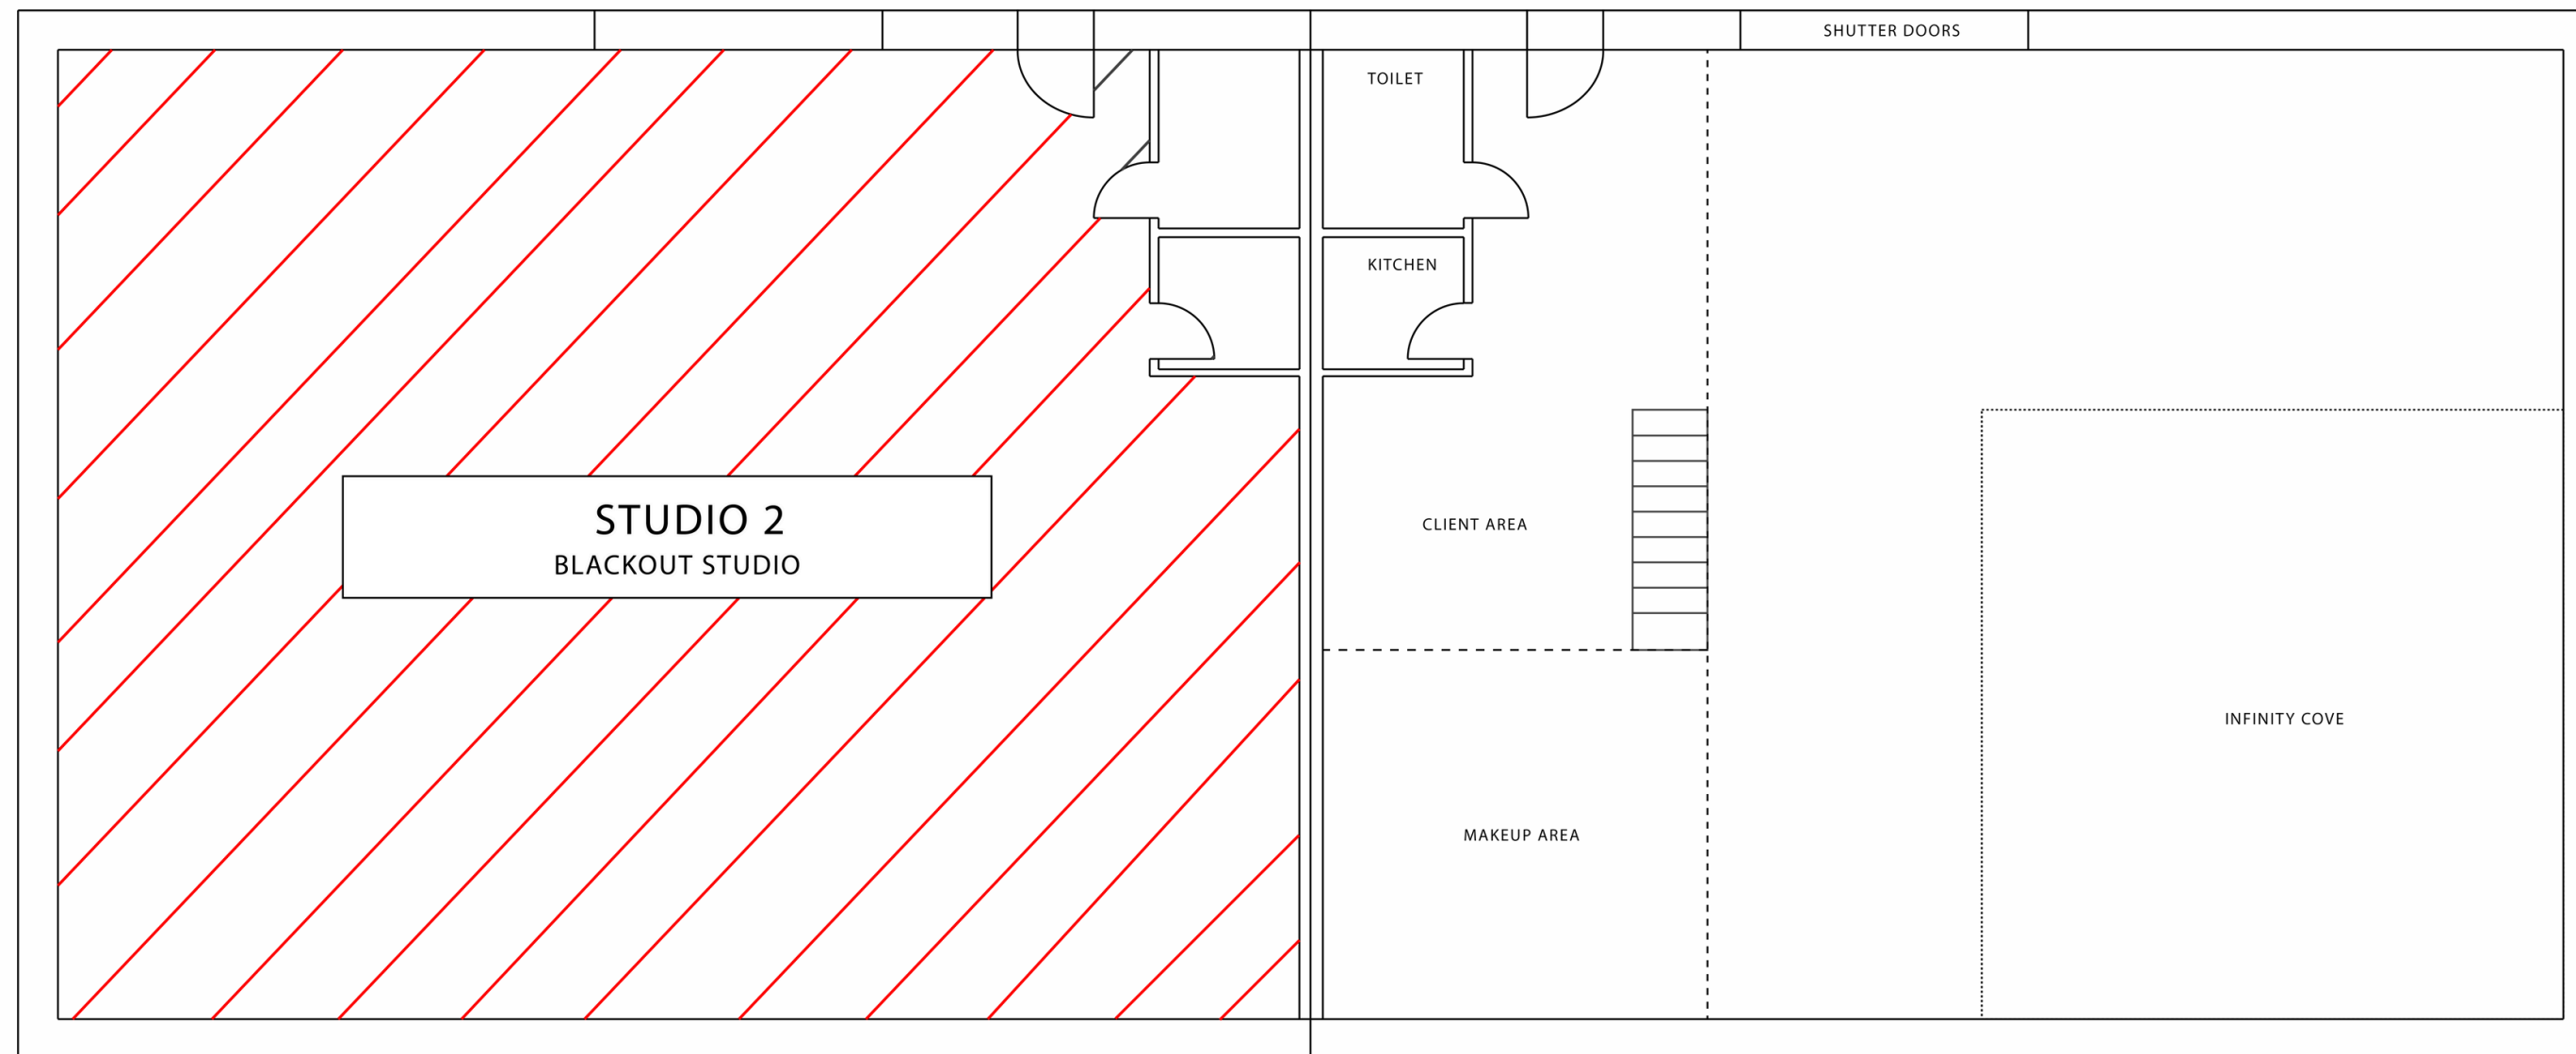 SHUTTER DOORS
TOILET
KITCHEN
STUDIO 2
BLACKOUT STUDIO
CLIENT AREA
INFINITY COVE
MAKEUP AREA